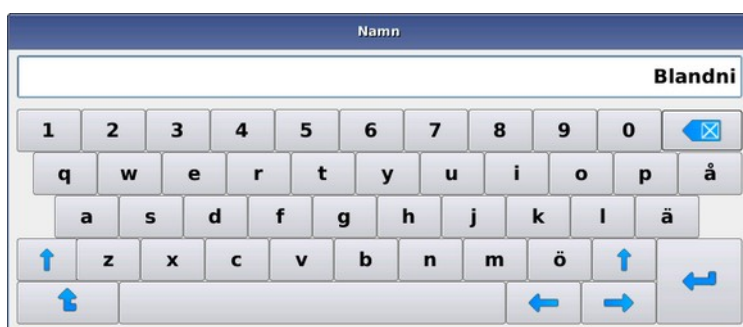 Namn
Blandni
1 2 3 4 5 6 7 8 9 0
q w e r t y u i o p å
a s d f g h j k l ä
z x c v b n m ö